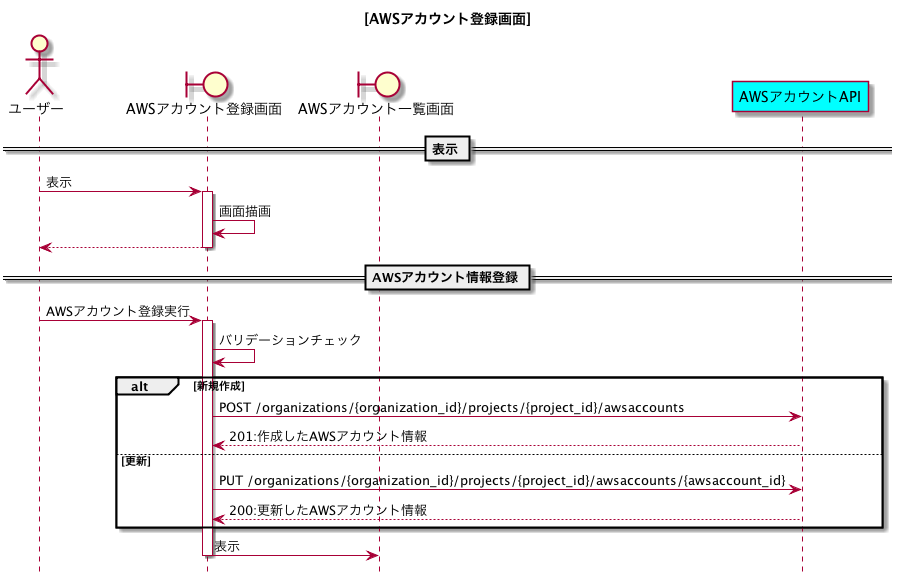 [AWSアカウント登録画面]
ユーザー
AWSアカウント登録画面
AWSアカウント一覧画面
AWSアカウントAPI
表示
表示
画面描画
AWSアカウント情報登録
AWSアカウント登録実行
バリデーションチェック
alt [新規作成]
POST /organizations/{organization_id}/projects/{project_id}/awsaccounts
201:作成したAWSアカウント情報
[更新]
PUT /organizations/{organization_id}/projects/{project_id}/awsaccounts/{awsaccount_id}
200:更新したAWSアカウント情報
表示